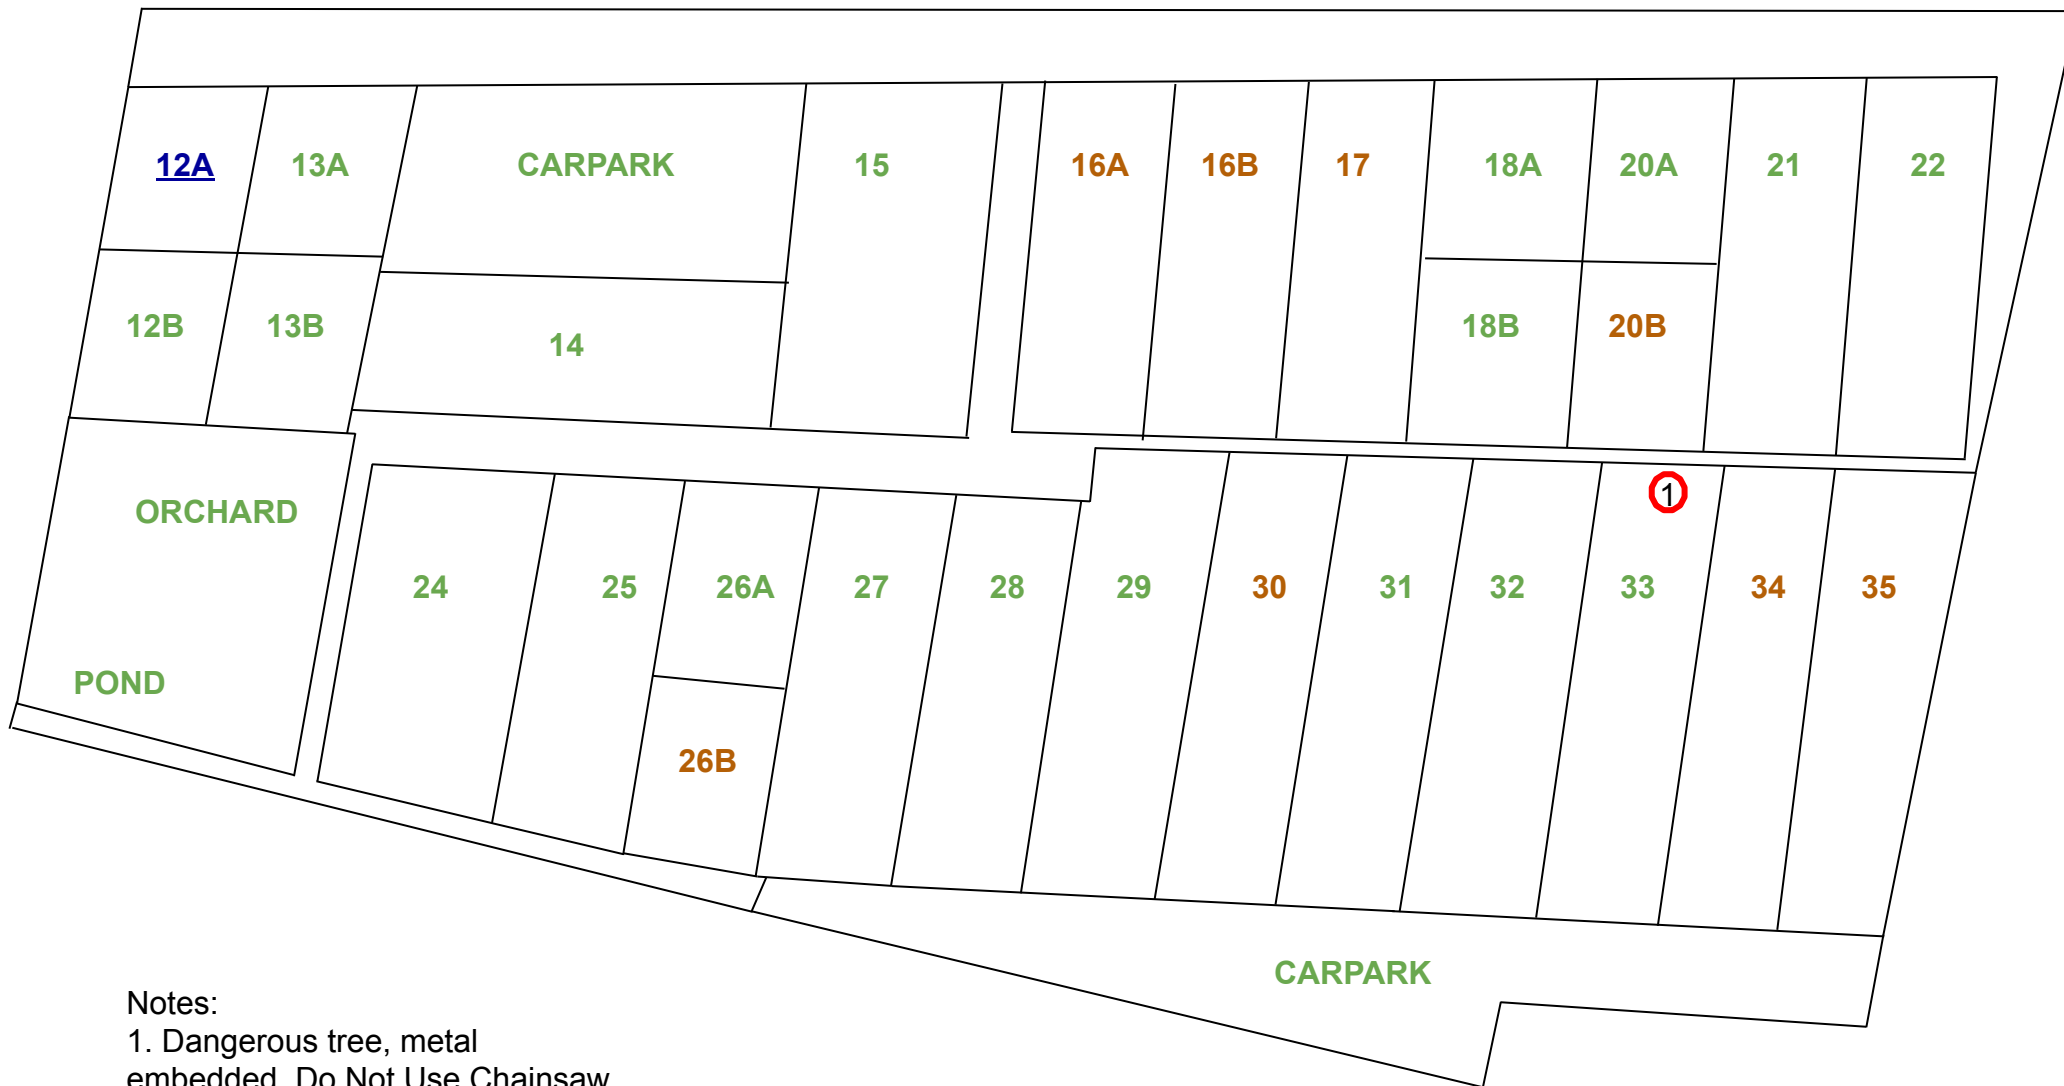 12A 13A CARPARK 15 16A 16B 17 18A 20A 21 22
12B 13B 14 18B 20B
ORCHARD 1
24 25 26A 27 28 29 30 31 32 33 34 35
POND
26B
CARPARK
Notes:
1. Dangerous tree, metal
embedded. Do Not Use Chainsaw